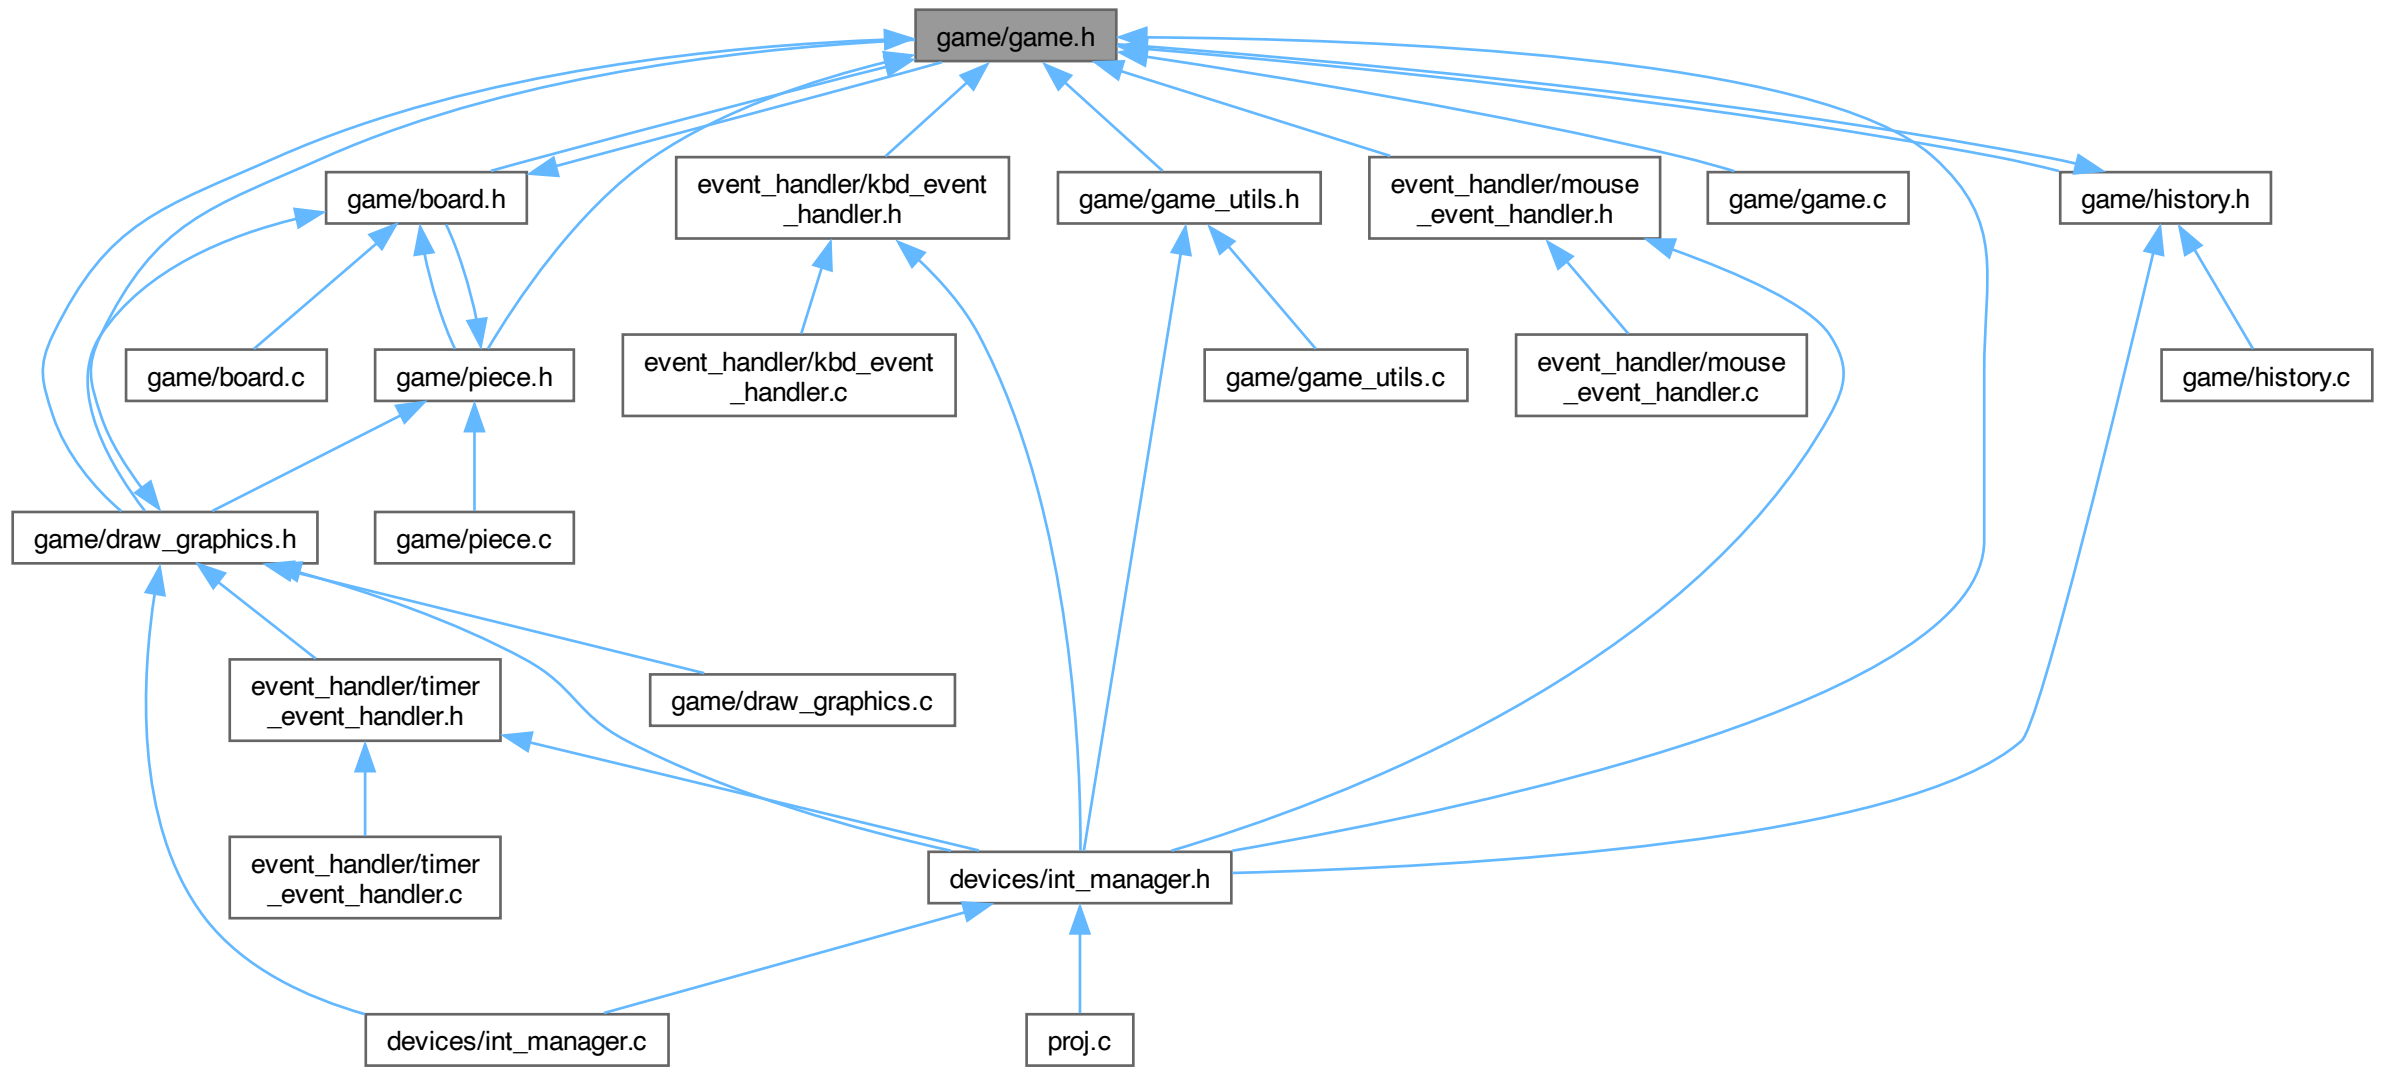 game/game.h
game/board.h
event_handler/kbd_event
_handler.h
game/game_utils.h
event_handler/mouse
_event_handler.h
game/game.c
game/history.h
game/board.c
game/piece.h
event_handler/kbd_event
_handler.c
game/game_utils.c
event_handler/mouse
_event_handler.c
game/history.c
game/draw_graphics.h
game/piece.c
event_handler/timer
_event_handler.h
game/draw_graphics.c
event_handler/timer
_event_handler.c
devices/int_manager.h
devices/int_manager.c
proj.c